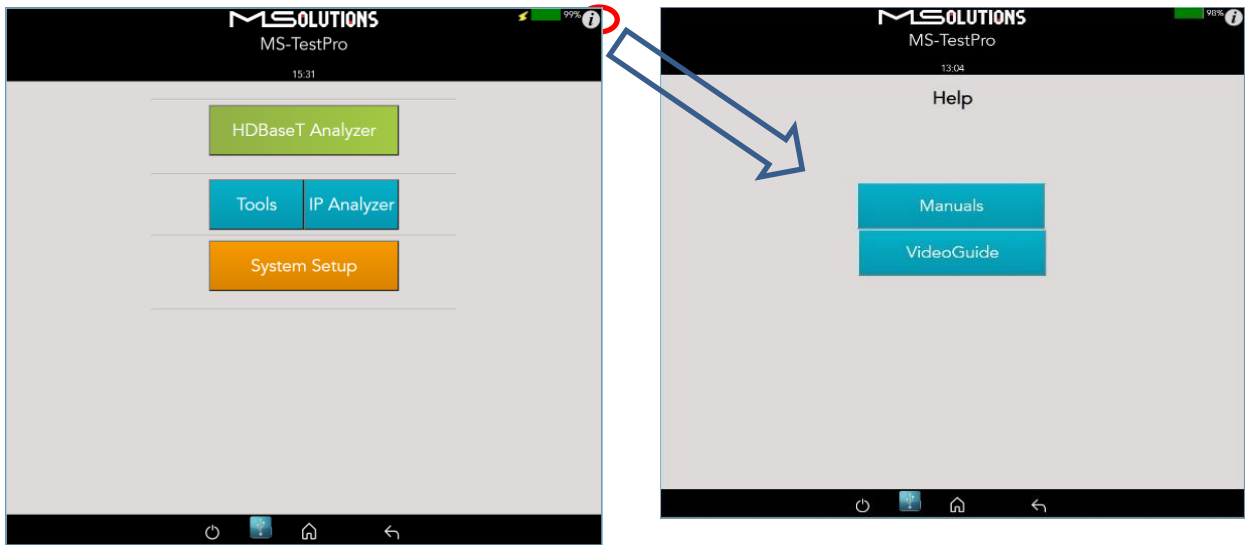 MSOLUTIONS
99% i
MS-TestPro
15:31
HDBaseT Analyzer
Tools IP Analyzer
System Setup
MSOLUTIONS
98% i
MS-TestPro
13:04
Help
Manuals
VideoGuide